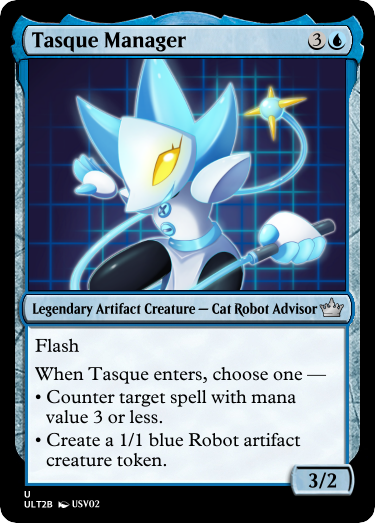 Tasque Manager 3
Legendary Artifact Creature — Cat Robot Advisor
Flash
When Tasque enters, choose one —
• Counter target spell with mana
value 3 or less.
• Create a 1/1 blue Robot artifact
creature token.
3/2
U
ULT2B USV02